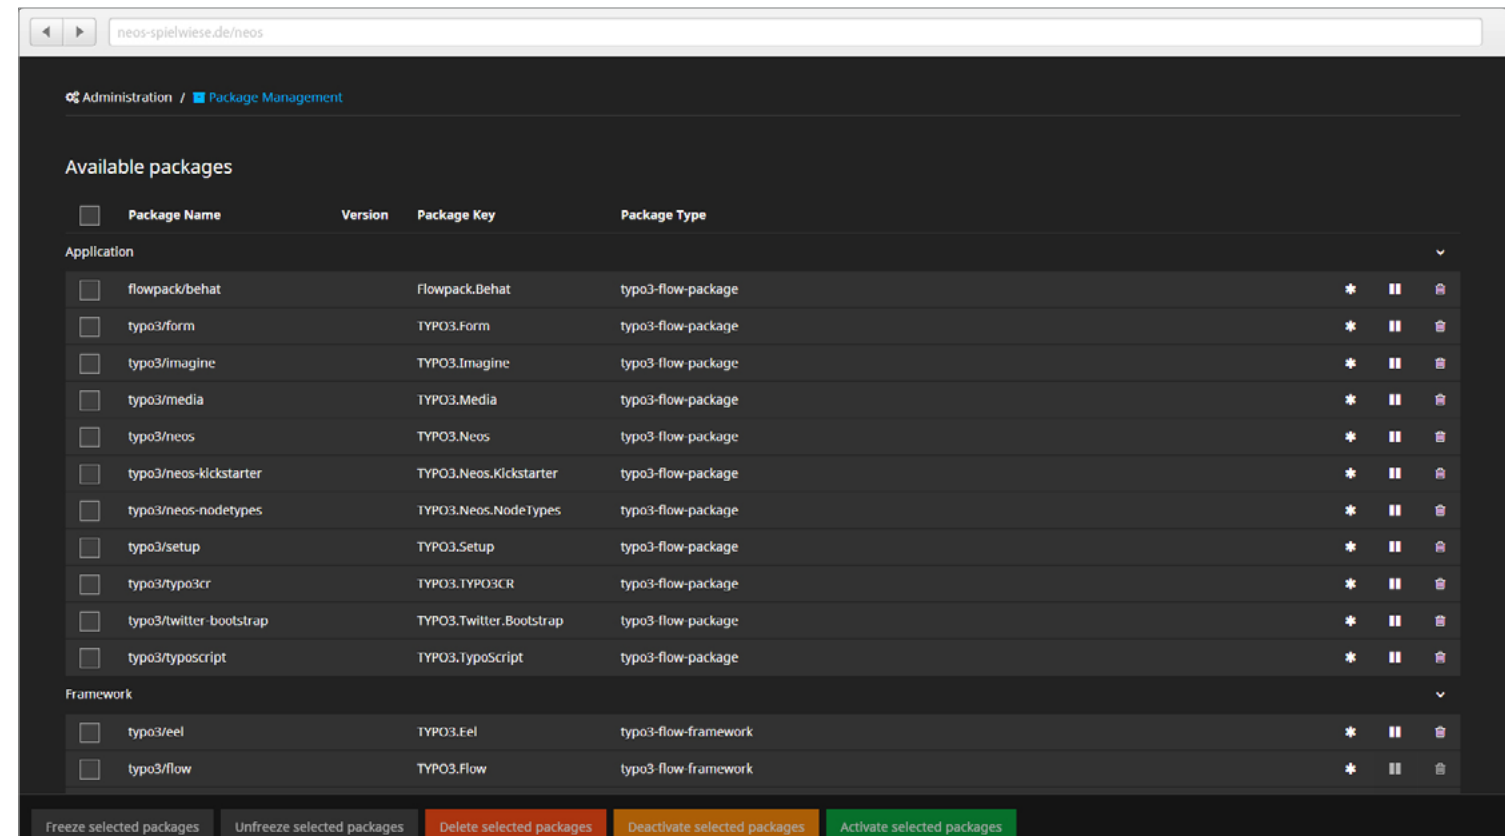 neos-spielwiese.de/neos
Administration / Package Management
Available packages
Package Name Version Package Key Package Type
Application
flowpack/behat Flowpack.Behat typo3-flow-package
typo3/form TYPO3.Form typo3-flow-package
typo3/imagine TYPO3.Imagine typo3-flow-package
typo3/media TYPO3.Media typo3-flow-package
typo3/neos TYPO3.Neos typo3-flow-package
typo3/neos-kickstarter TYPO3.Neos.Kickstarter typo3-flow-package
typo3/neos-nodetypes TYPO3.Neos.NodeTypes typo3-flow-package
typo3/setup TYPO3.Setup typo3-flow-package
typo3/typo3cr TYPO3.TYPO3CR typo3-flow-package
typo3/twitter-bootstrap TYPO3.Twitter.Bootstrap typo3-flow-package
typo3/typoscript TYPO3.TypoScript typo3-flow-package
Framework
typo3/eel TYPO3.Eel typo3-flow-framework
typo3/flow TYPO3.Flow typo3-flow-framework
Freeze selected packages Unfreeze selected packages Delete selected packages Deactivate selected packages Activate selected packages